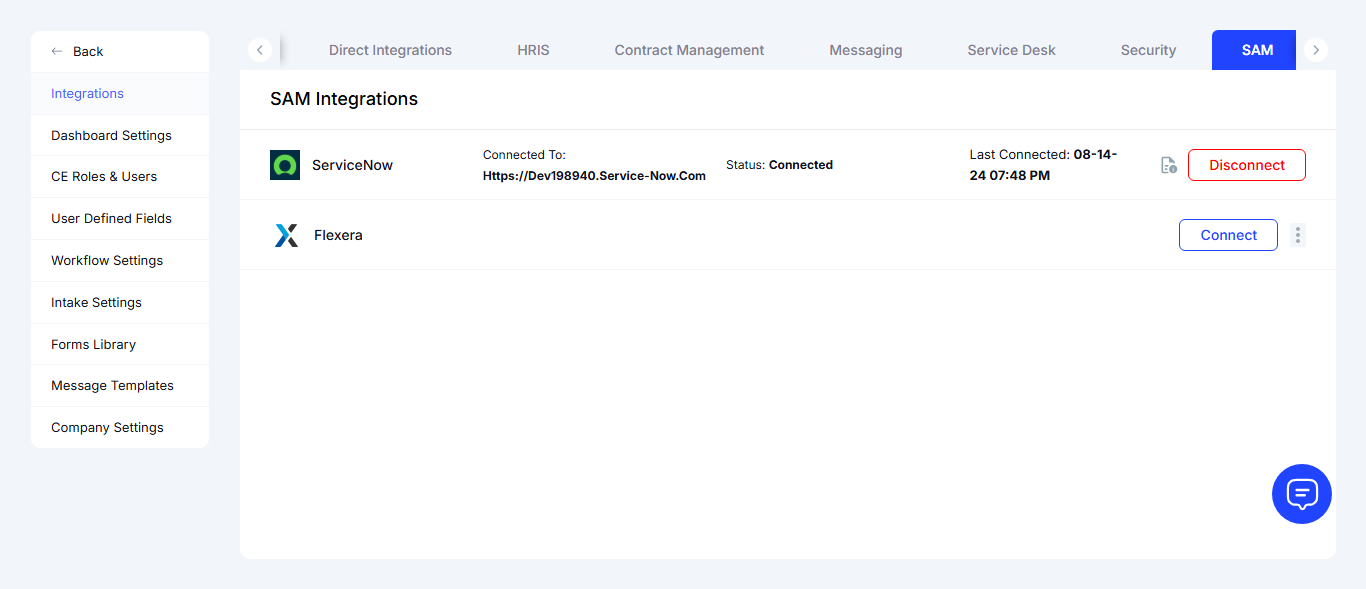 Back
Integrations
Dashboard Settings
CE Roles & Users
User Defined Fields
Workflow Settings
Intake Settings
Forms Library
Message Templates
Company Settings
Direct Integrations
HRIS
Contract Management
Messaging
Service Desk
Security
SAM
SAM Integrations
ServiceNow
Connected To:
Https://Dev198940.Service-Now.Com
Status: Connected
Last Connected: 08-14-
24 07:48 PM
Disconnect
Flexera
Connect